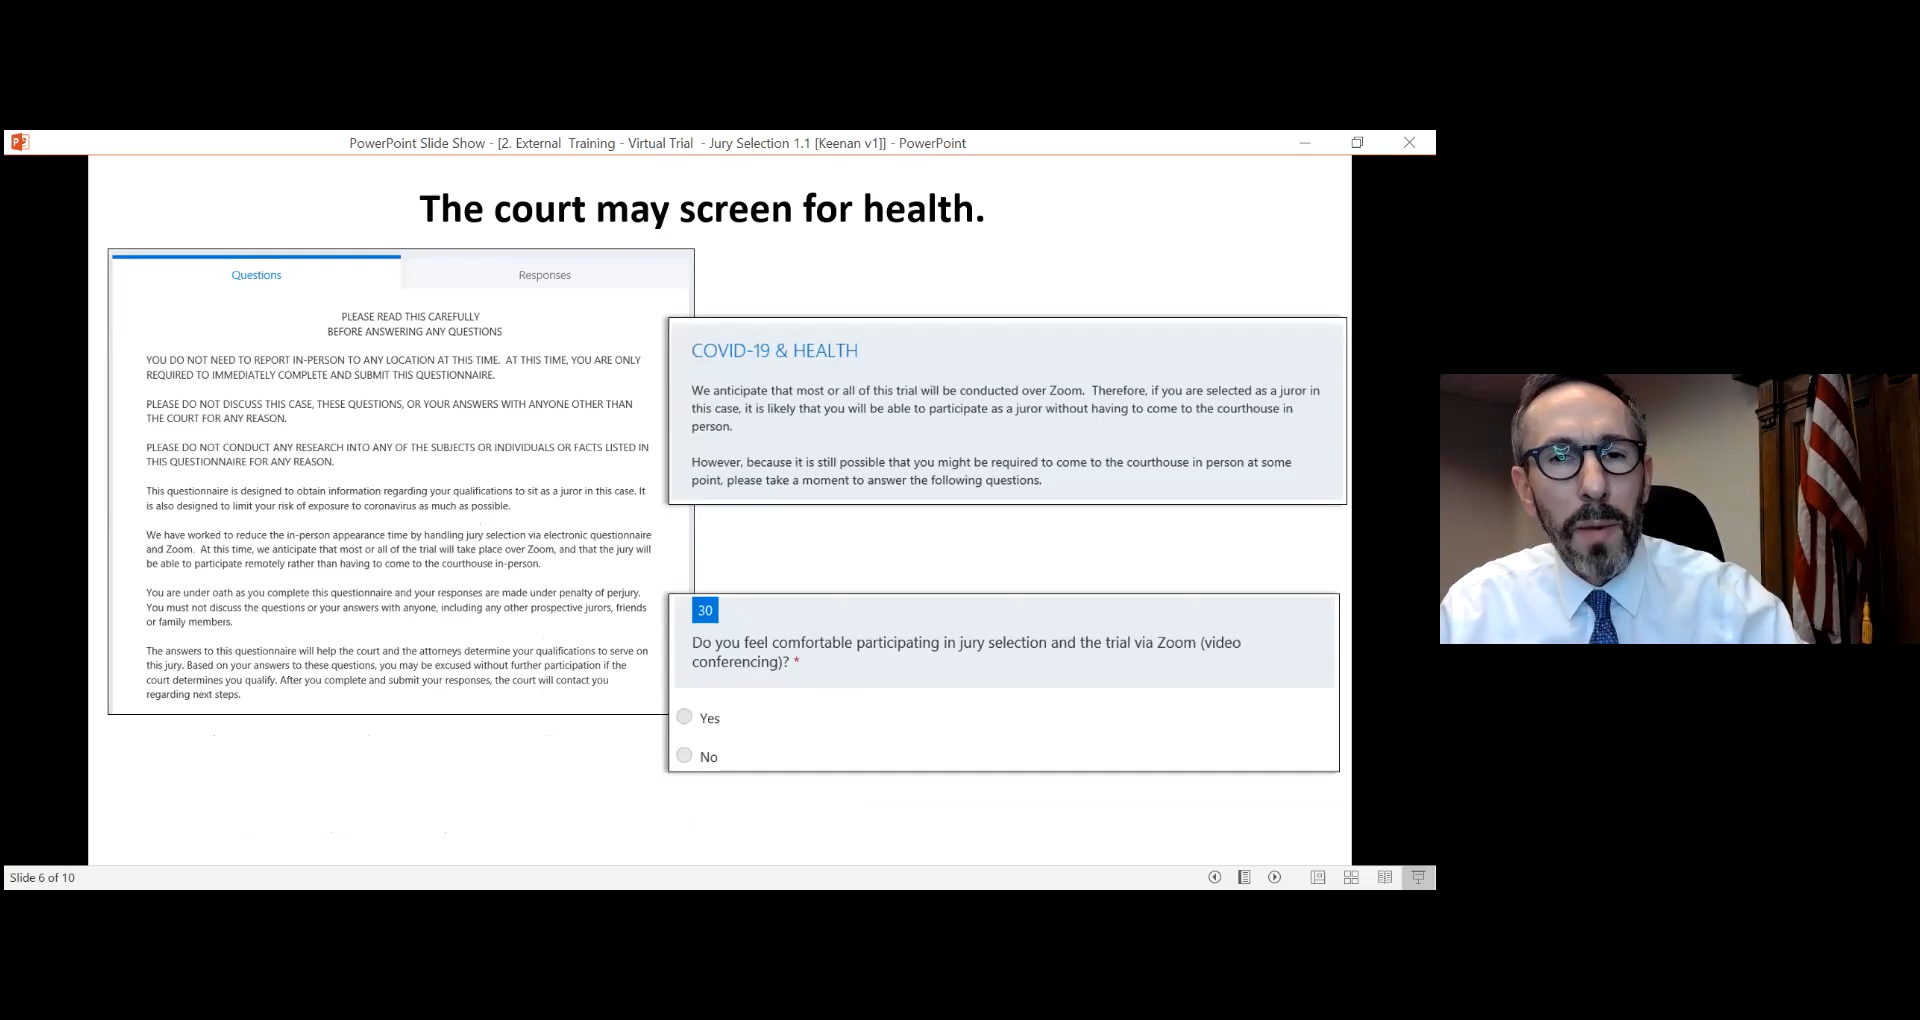 PowerPoint Slide Show - [2. External  Training - Virtual Trial  - Jury Selection 1.1 [Keenan v1]] - PowerPoint
The court may screen for health.
Questions
Responses
PLEASE READ THIS CAREFULLY
BEFORE ANSWERING ANY QUESTIONS
YOU DO NOT NEED TO REPORT IN-PERSON TO ANY LOCATION AT THIS TIME.  AT THIS TIME, YOU ARE ONLY
REQUIRED TO IMMEDIATELY COMPLETE AND SUBMIT THIS QUESTIONNAIRE.
PLEASE DO NOT DISCUSS THIS CASE, THESE QUESTIONS, OR YOUR ANSWERS WITH ANYONE OTHER THAN
THE COURT FOR ANY REASON.
PLEASE DO NOT CONDUCT ANY RESEARCH INTO ANY OF THE SUBJECTS OR INDIVIDUALS OR FACTS LISTED IN
THIS QUESTIONNAIRE FOR ANY REASON.
This questionnaire is designed to obtain information regarding your qualifications to sit as a juror in this case. It
is also designed to limit your risk of exposure to coronavirus as much as possible.
We have worked to reduce the in-person appearance time by handling jury selection via electronic questionnaire
and Zoom.  At this time, we anticipate that most or all of the trial will take place over Zoom, and that the jury will
be able to participate remotely rather than having to come to the courthouse in-person.
You are under oath as you complete this questionnaire and your responses are made under penalty of perjury.
You must not discuss the questions or your answers with anyone, including any other prospective jurors, friends
or family members.
The answers to this questionnaire will help the court and the attorneys determine your qualifications to serve on
this jury. Based on your answers to these questions, you may be excused without further participation if the
court determines you qualify. After you complete and submit your responses, the court will contact you
regarding next steps.
COVID-19 & HEALTH
We anticipate that most or all of this trial will be conducted over Zoom.  Therefore, if you are selected as a juror in
this case, it is likely that you will be able to participate as a juror without having to come to the courthouse in
person.
However, because it is still possible that you might be required to come to the courthouse in person at some
point, please take a moment to answer the following questions.
30
Do you feel comfortable participating in jury selection and the trial via Zoom (video
conferencing)? *
Yes
No
Slide 6 of 10